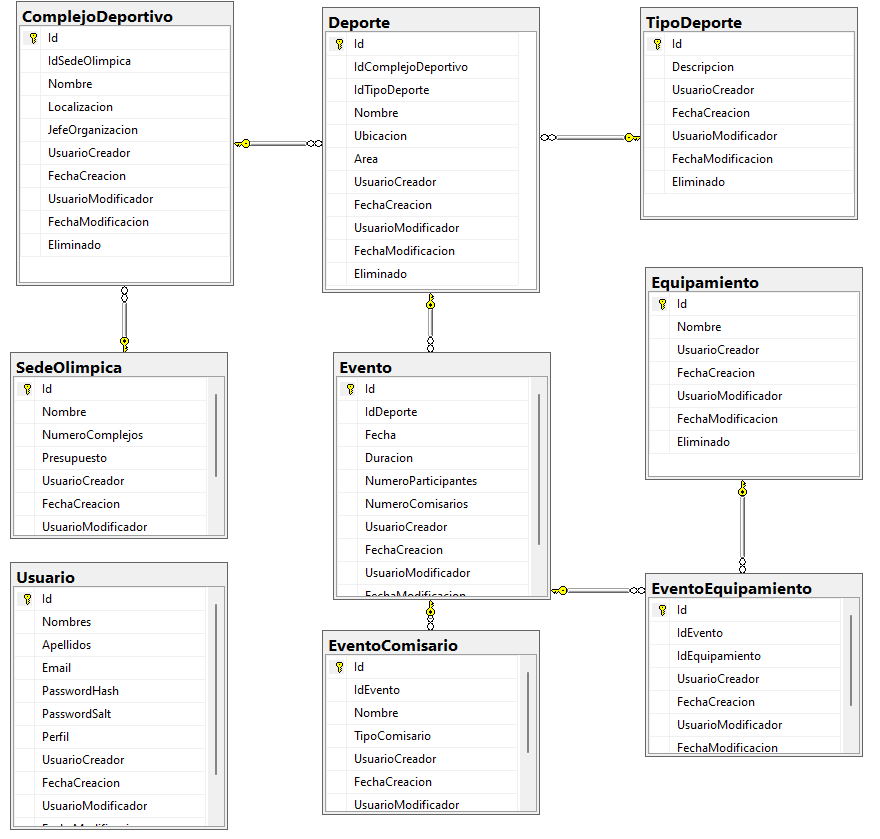 ComplejoDeportivo
Id
IdSedeOlimpica
Nombre
Localizacion
JefeOrganizacion
UsuarioCreador
FechaCreacion
UsuarioModificador
FechaModificacion
Eliminado
Deporte
Id
IdComplejoDeportivo
IdTipoDeporte
Nombre
Ubicacion
Area
UsuarioCreador
FechaCreacion
UsuarioModificador
FechaModificacion
Eliminado
TipoDeporte
Id
Descripcion
UsuarioCreador
FechaCreacion
UsuarioModificador
FechaModificacion
Eliminado
SedeOlimpica
Id
Nombre
NumeroComplejos
Presupuesto
UsuarioCreador
FechaCreacion
UsuarioModificador
Evento
Id
IdDeporte
Fecha
Duracion
NumeroParticipantes
NumeroComisarios
UsuarioCreador
FechaCreacion
UsuarioModificador
FechaModificacion
Equipamiento
Id
Nombre
UsuarioCreador
FechaCreacion
UsuarioModificador
FechaModificacion
Eliminado
Usuario
Id
Nombres
Apellidos
Email
PasswordHash
PasswordSalt
Perfil
UsuarioCreador
FechaCreacion
UsuarioModificador
EventoComisario
Id
IdEvento
Nombre
TipoComisario
UsuarioCreador
FechaCreacion
UsuarioModificador
EventoEquipamiento
Id
IdEvento
IdEquipamiento
UsuarioCreador
FechaCreacion
UsuarioModificador
FechaModificacion